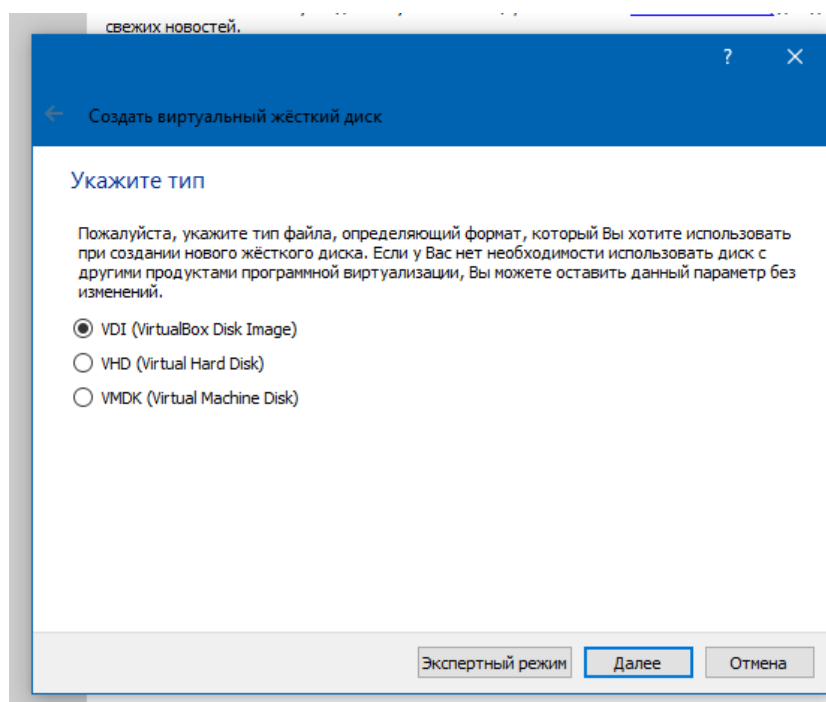 свежих новостей.
?
Создать виртуальный жёсткий диск
Укажите тип
Пожалуйста, укажите тип файла, определяющий формат, который Вы хотите использовать
при создании нового жёсткого диска. Если у Вас нет необходимости использовать диск с
другими продуктами программной виртуализации, Вы можете оставить данный параметр без
изменений.
VDI (VirtualBox Disk Image)
VHD (Virtual Hard Disk)
VMDK (Virtual Machine Disk)
Экспертный режим Далее Отмена